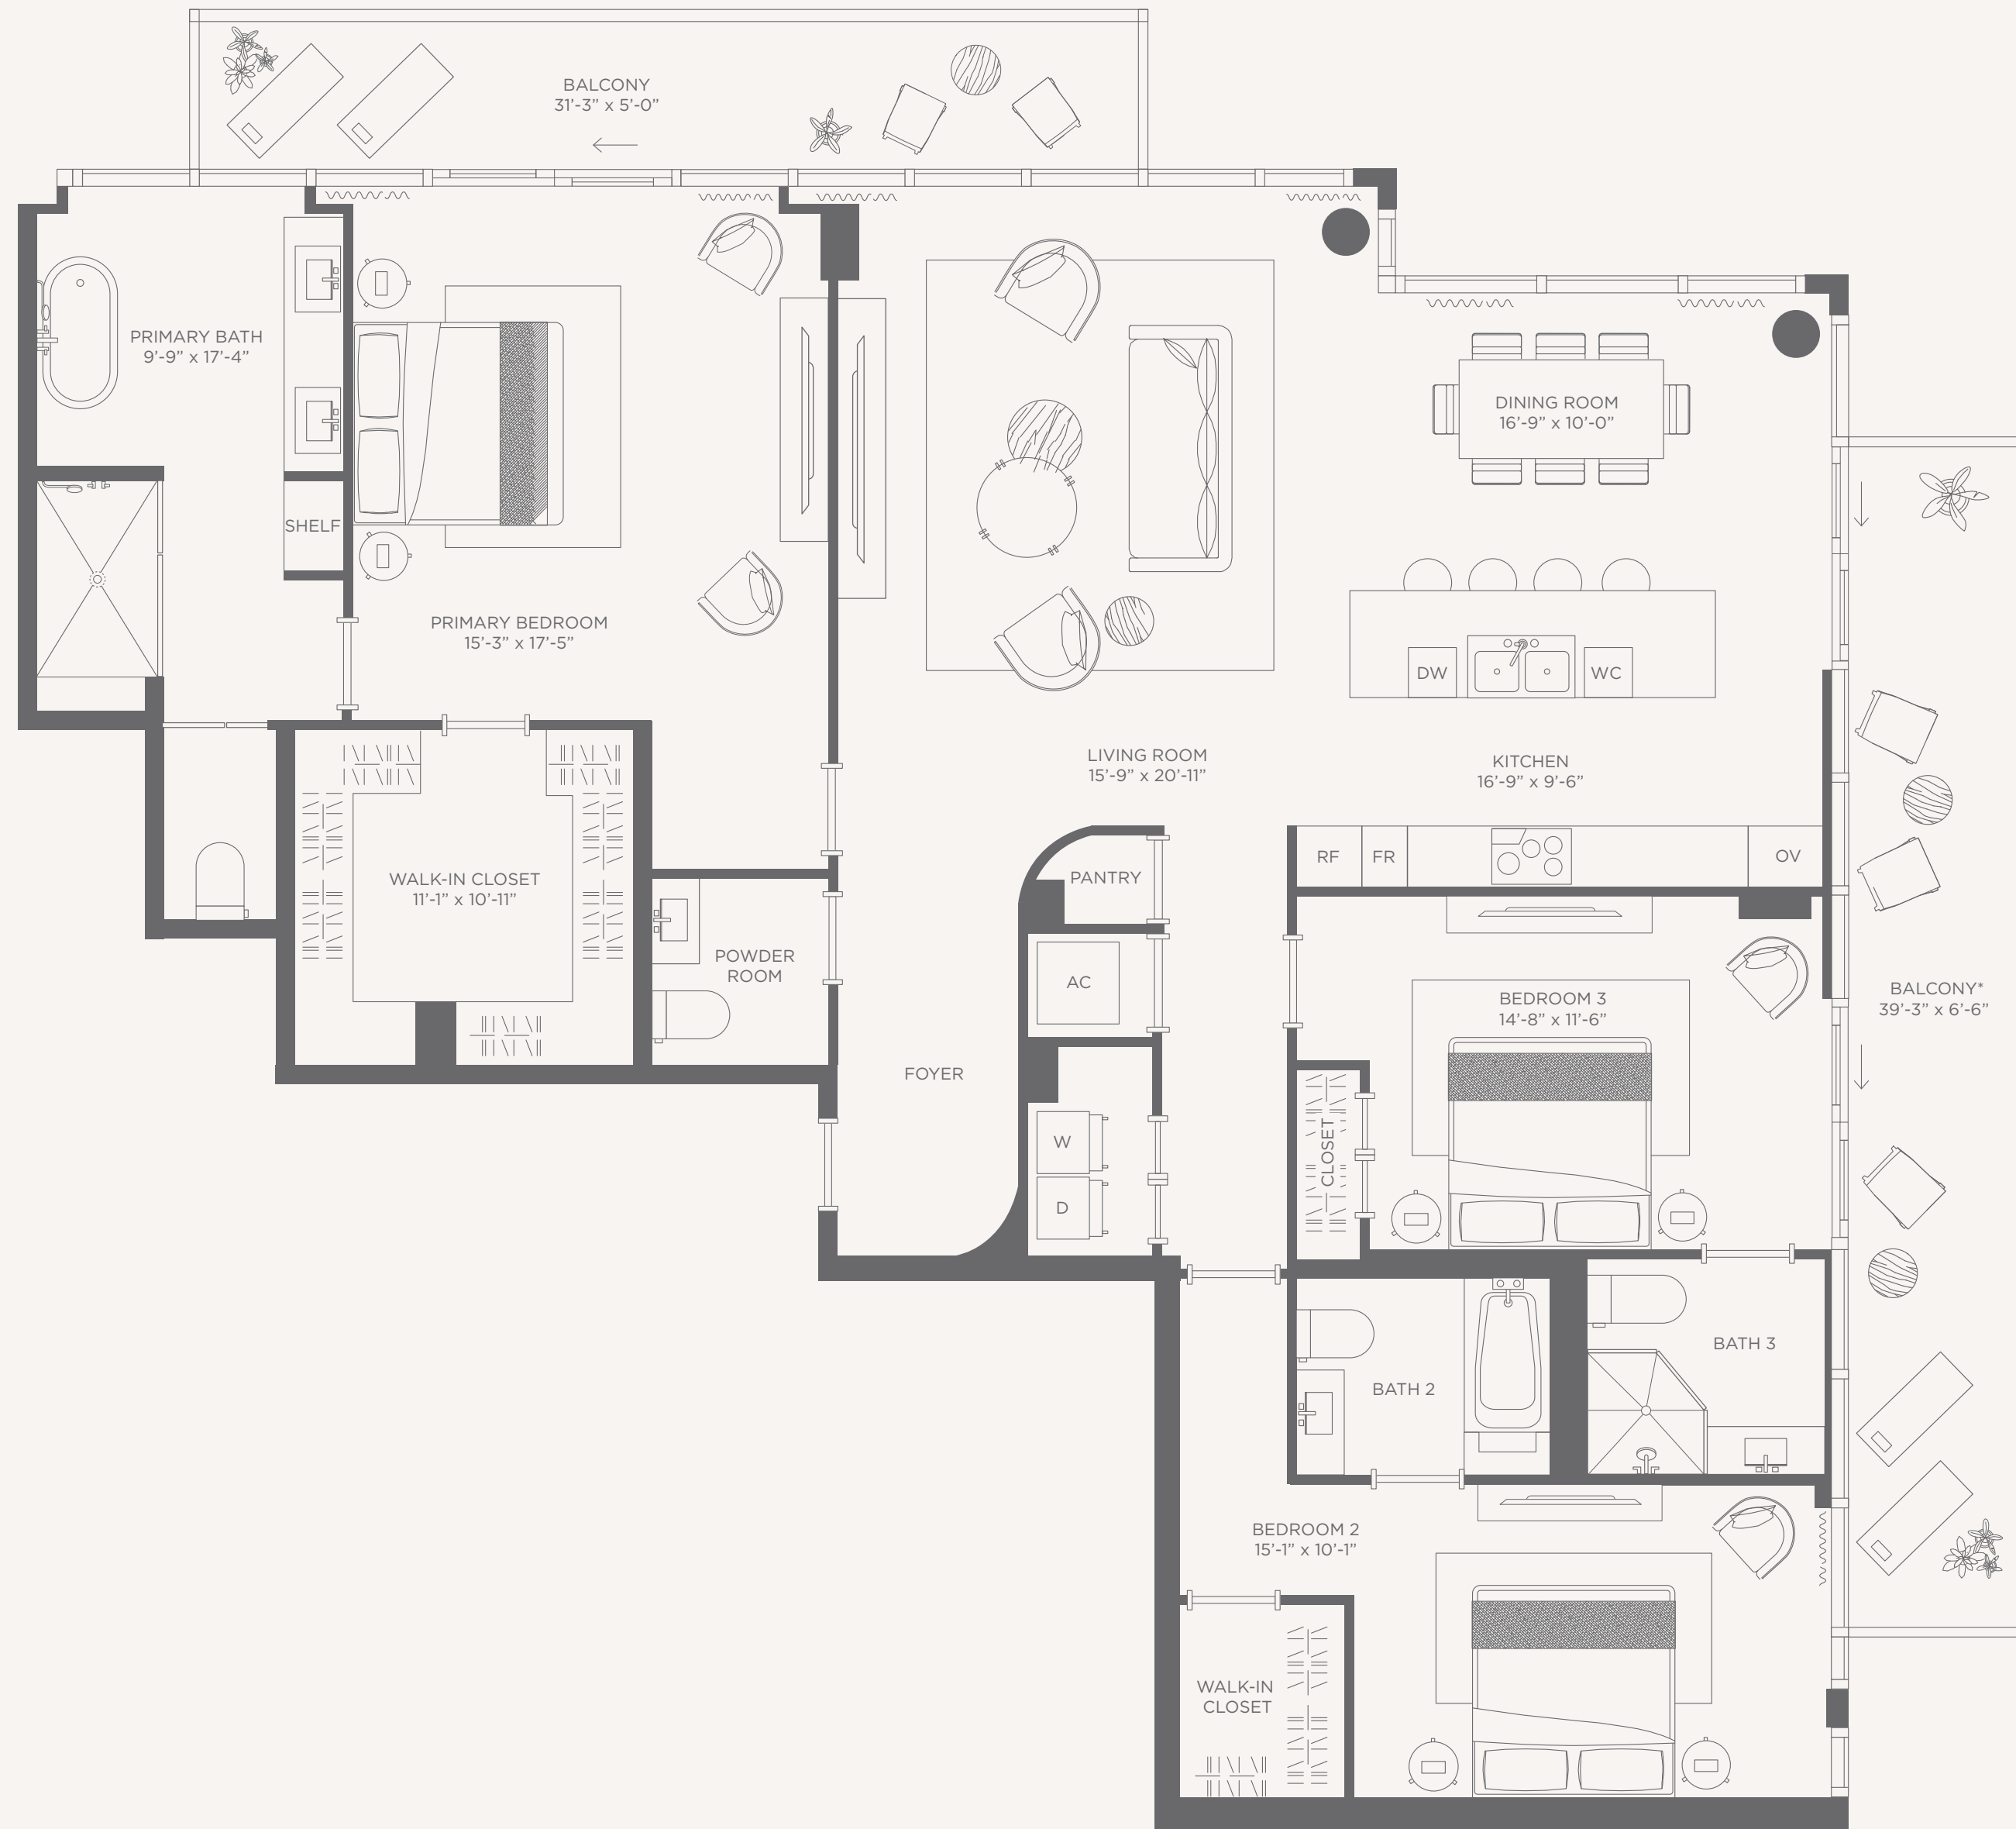 BALCONY
31’-3” x 5’-0”
PRIMARY BATH
9’-9” x 17’-4”
DINING ROOM
16’-9” x 10’-0”
SHELF
PRIMARY BEDROOM
15’-3” x 17’-5”
DW
WC
LIVING ROOM
15’-9” x 20’-11”
KITCHEN
16’-9” x 9’-6”
RF
FR
OV
WALK-IN CLOSET
11’-1” x 10’-11”
PANTRY
POWDER
ROOM
AC
BEDROOM 3
14’-8” x 11’-6”
BALCONY*
39’-3” x 6’-6”
FOYER
W
CLOSET
D
BATH 3
BATH 2
BEDROOM 2
15’-1” x 10’-1”
WALK-IN
CLOSET